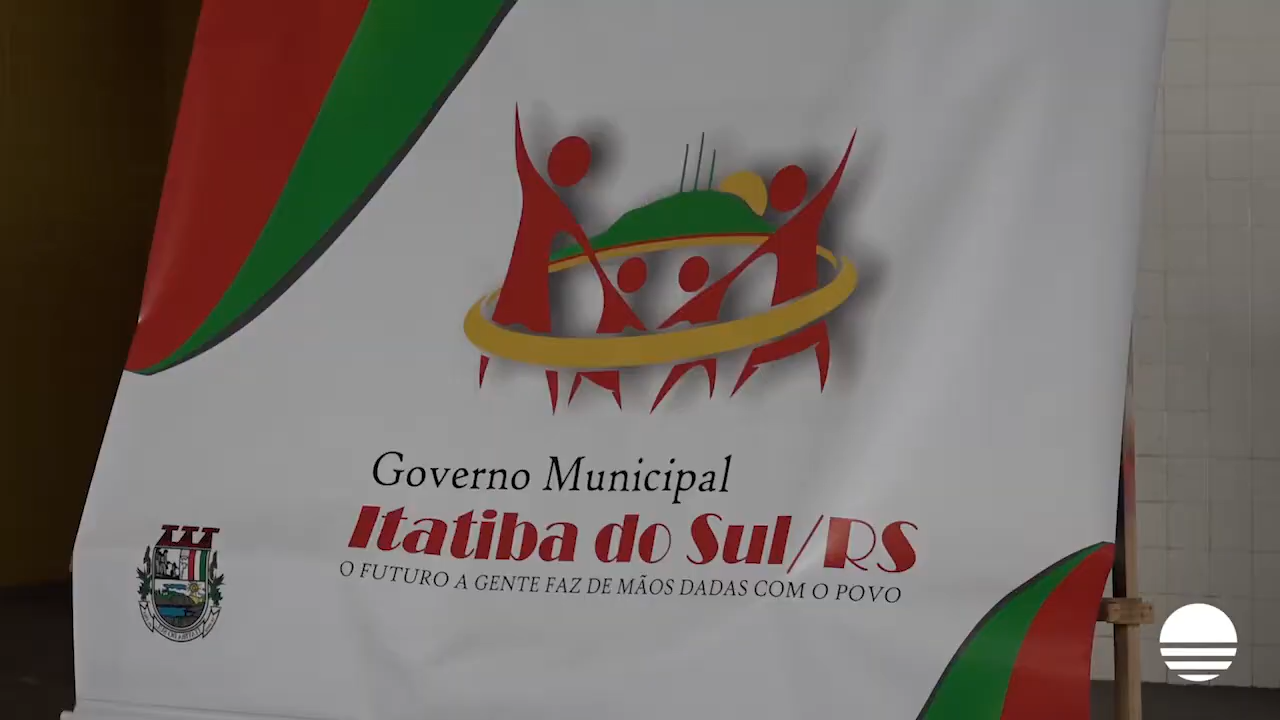 Governo Municipal
Itatiba do Sul/RS
O FUTURO A GENTE FAZ DE MÃOS DADAS COM O POVO